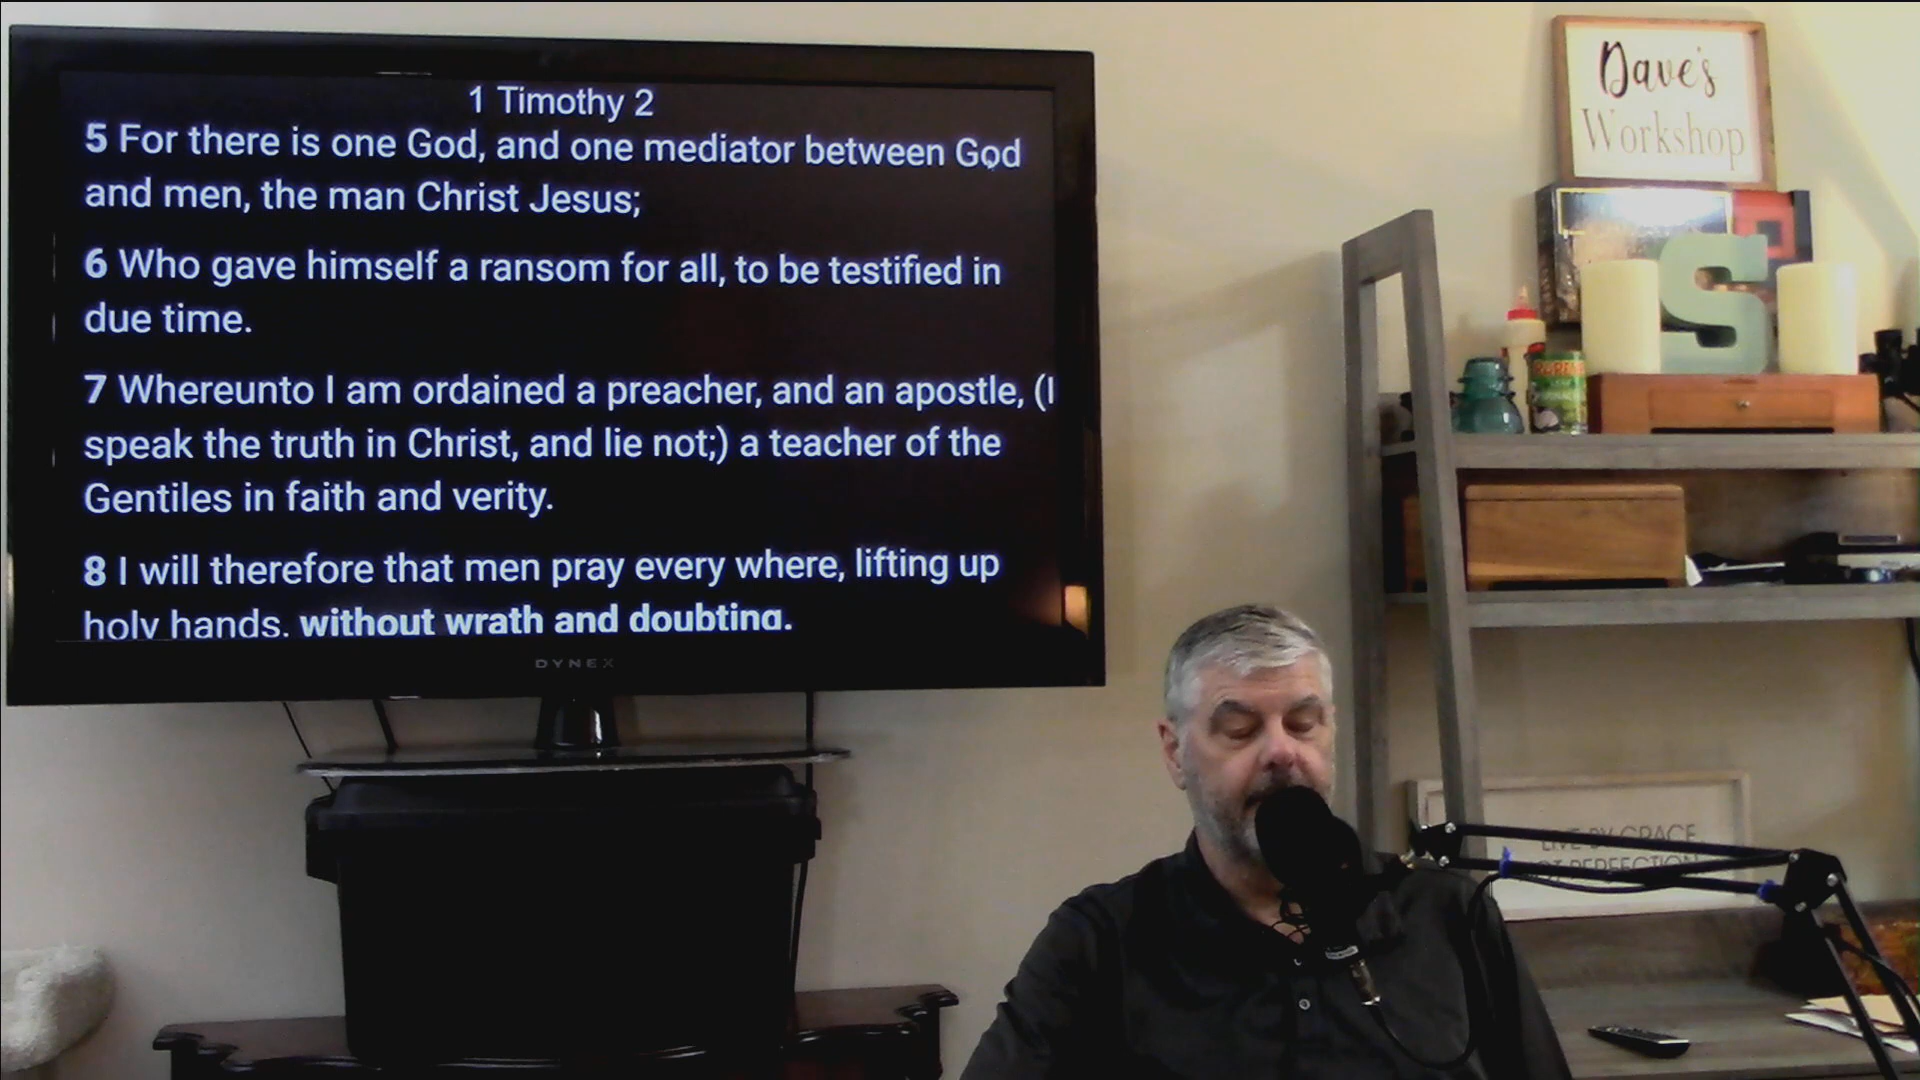 1 Timothy 2
5 For there is one God, and one mediator between God
and men, the man Christ Jesus;
6 Who gave himself a ransom for all, to be testified in
due time.
7 Whereunto I am ordained a preacher, and an apostle, (I
speak the truth in Christ, and lie not;) a teacher of the
Gentiles in faith and verity.
8 I will therefore that men pray every where, lifting up
holy hands, without wrath and doubting.
DYNEX
Dave's
Workshop
S
LIVE BY GRACE
NOT PERFECTION